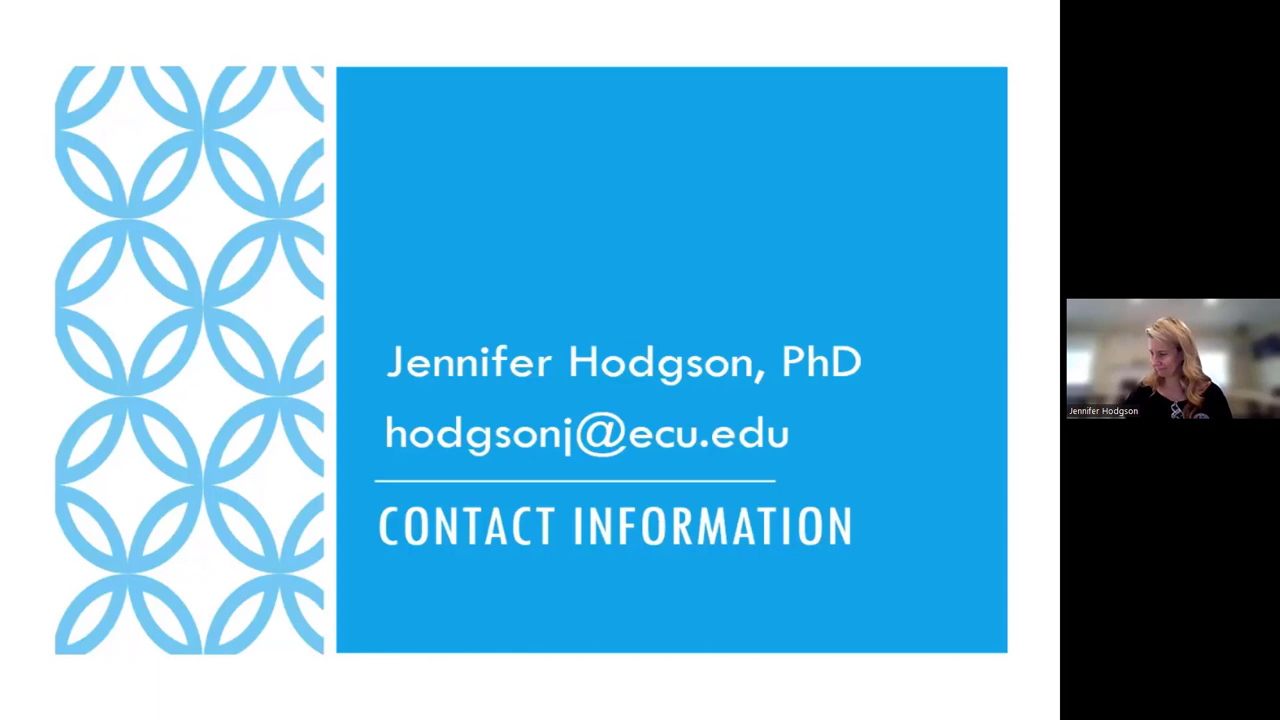 Jennifer Hodgson, PhD
hodgsonj@ecu.edu
CONTACT INFORMATION
Jennifer Hodgson